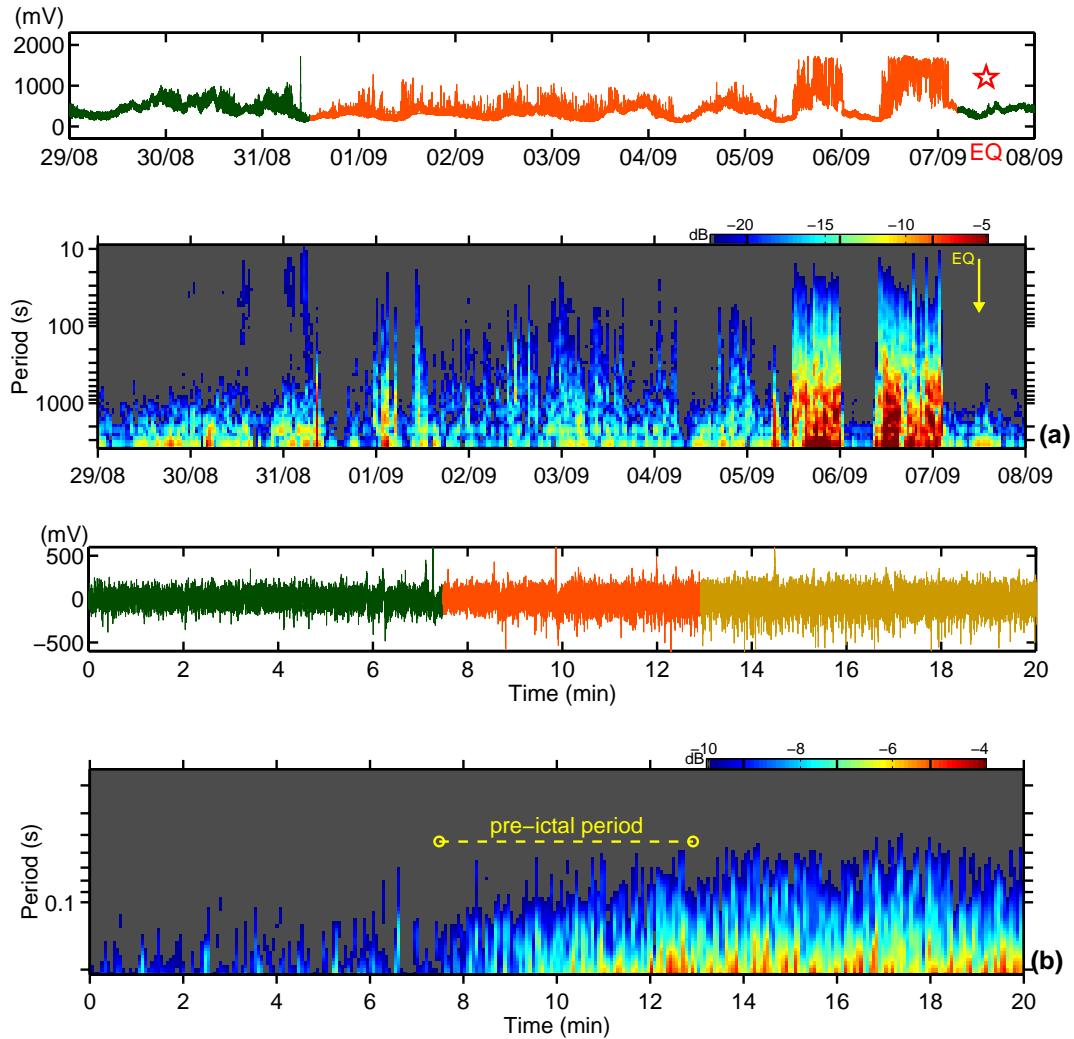 (mV)
2000
1000
0
29/08 30/08 31/08 01/09 02/09 03/09 04/09 05/09 06/09 07/09 08/09
EQ
dB −20 −15 −10 −5
EQ
10
100
1000
Period (s)
(a)
29/08 30/08 31/08 01/09 02/09 03/09 04/09 05/09 06/09 07/09 08/09
(mV)
500
0
−500
0 2 4 6 8 10 12 14 16 18 20
Time (min)
dB −10 −8 −6 −4
pre−ictal period
Period (s)
0.1
(b)
0 2 4 6 8 10 12 14 16 18 20
Time (min)